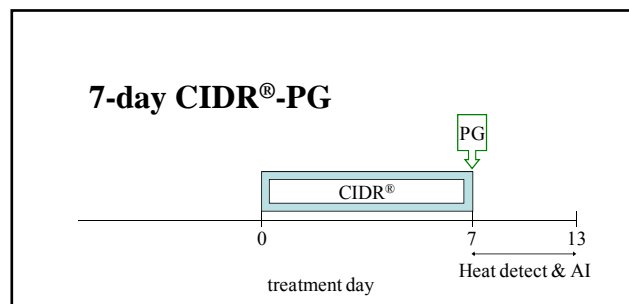 7-day CIDR®-PG
PG
CIDR®
0 7 13
Heat detect & AI
treatment day